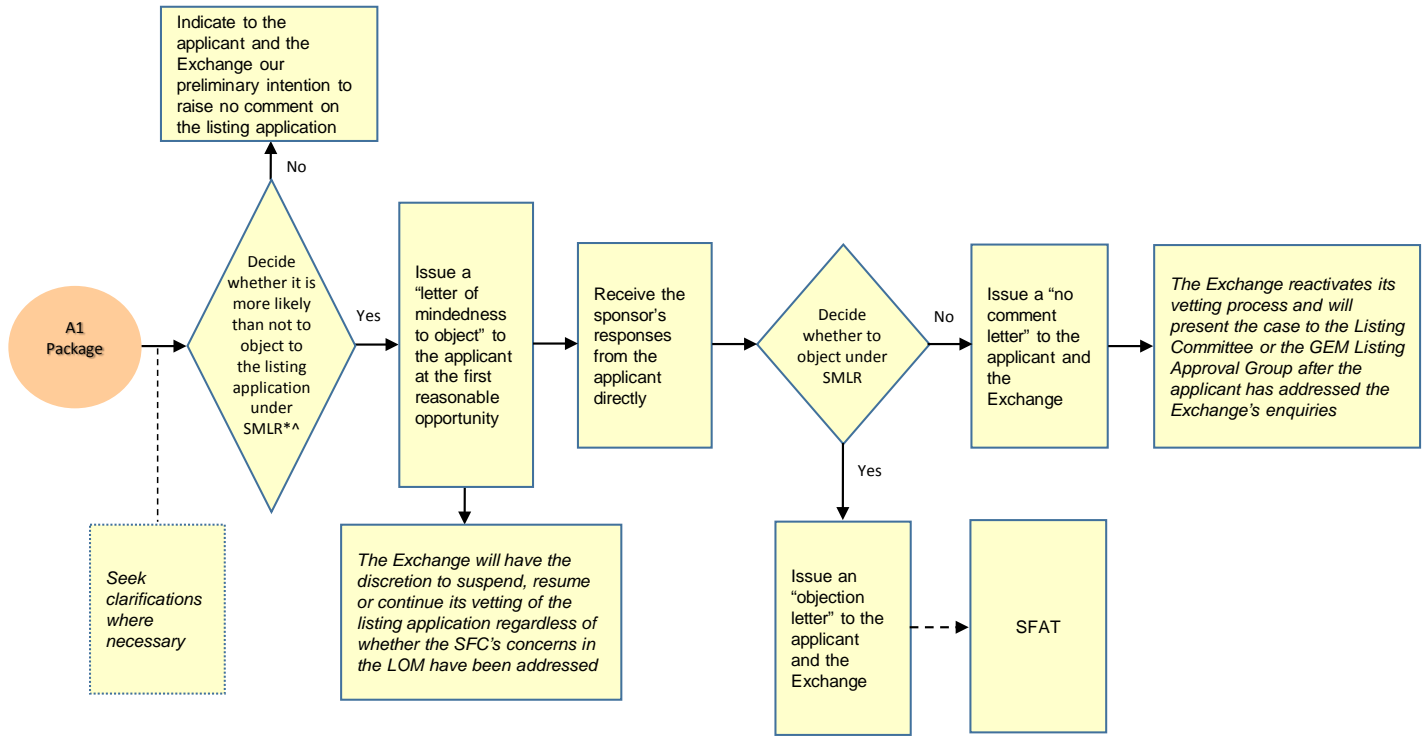 Indicate to the
applicant and the
Exchange our
preliminary intention to
raise no comment on
the listing application
No
A1
Package
Decide
whether it is
more likely
than not to
object to
the listing
application
under
SMLR*^
Yes
Issue a
“letter of
mindedness
to object” to
the applicant
at the first
reasonable
opportunity
Receive the
sponsor’s
responses
from the
applicant
directly
Decide
whether to
object under
SMLR
No
Issue a “no
comment
letter” to the
applicant and
the
Exchange
The Exchange reactivates its
vetting process and will
present the case to the Listing
Committee or the GEM Listing
Approval Group after the
applicant has addressed the
Exchange’s enquiries
Yes
Seek
clarifications
where
necessary
The Exchange will have the
discretion to suspend, resume
or continue its vetting of the
listing application regardless of
whether the SFC’s concerns in
the LOM have been addressed
Issue an
“objection
letter” to the
applicant
and the
Exchange
SFAT